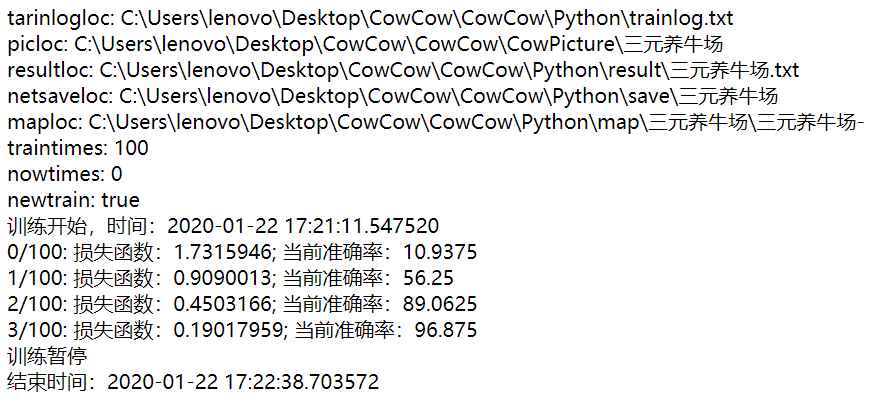 tarinlogloc: C:\Users\lenovo\Desktop\CowCow\CowCow\Python\trainlog.txt
picloc: C:\Users\lenovo\Desktop\CowCow\CowCow\CowPicture\三元养牛场
resultloc: C:\Users\lenovo\Desktop\CowCow\CowCow\Python\result\三元养牛场.txt
netsaveloc: C:\Users\lenovo\Desktop\CowCow\CowCow\Python\save\三元养牛场
maploc: C:\Users\lenovo\Desktop\CowCow\CowCow\Python\map\三元养牛场\三元养牛场-
traintimes: 100
nowtimes: 0
newtrain: true
训练开始，时间：2020-01-22 17:21:11.547520
0/100: 损失函数：1.7315946; 当前准确率：10.9375
1/100: 损失函数：0.9090013; 当前准确率：56.25
2/100: 损失函数：0.4503166; 当前准确率：89.0625
3/100: 损失函数：0.19017959; 当前准确率：96.875
训练暂停
结束时间：2020-01-22 17:22:38.703572